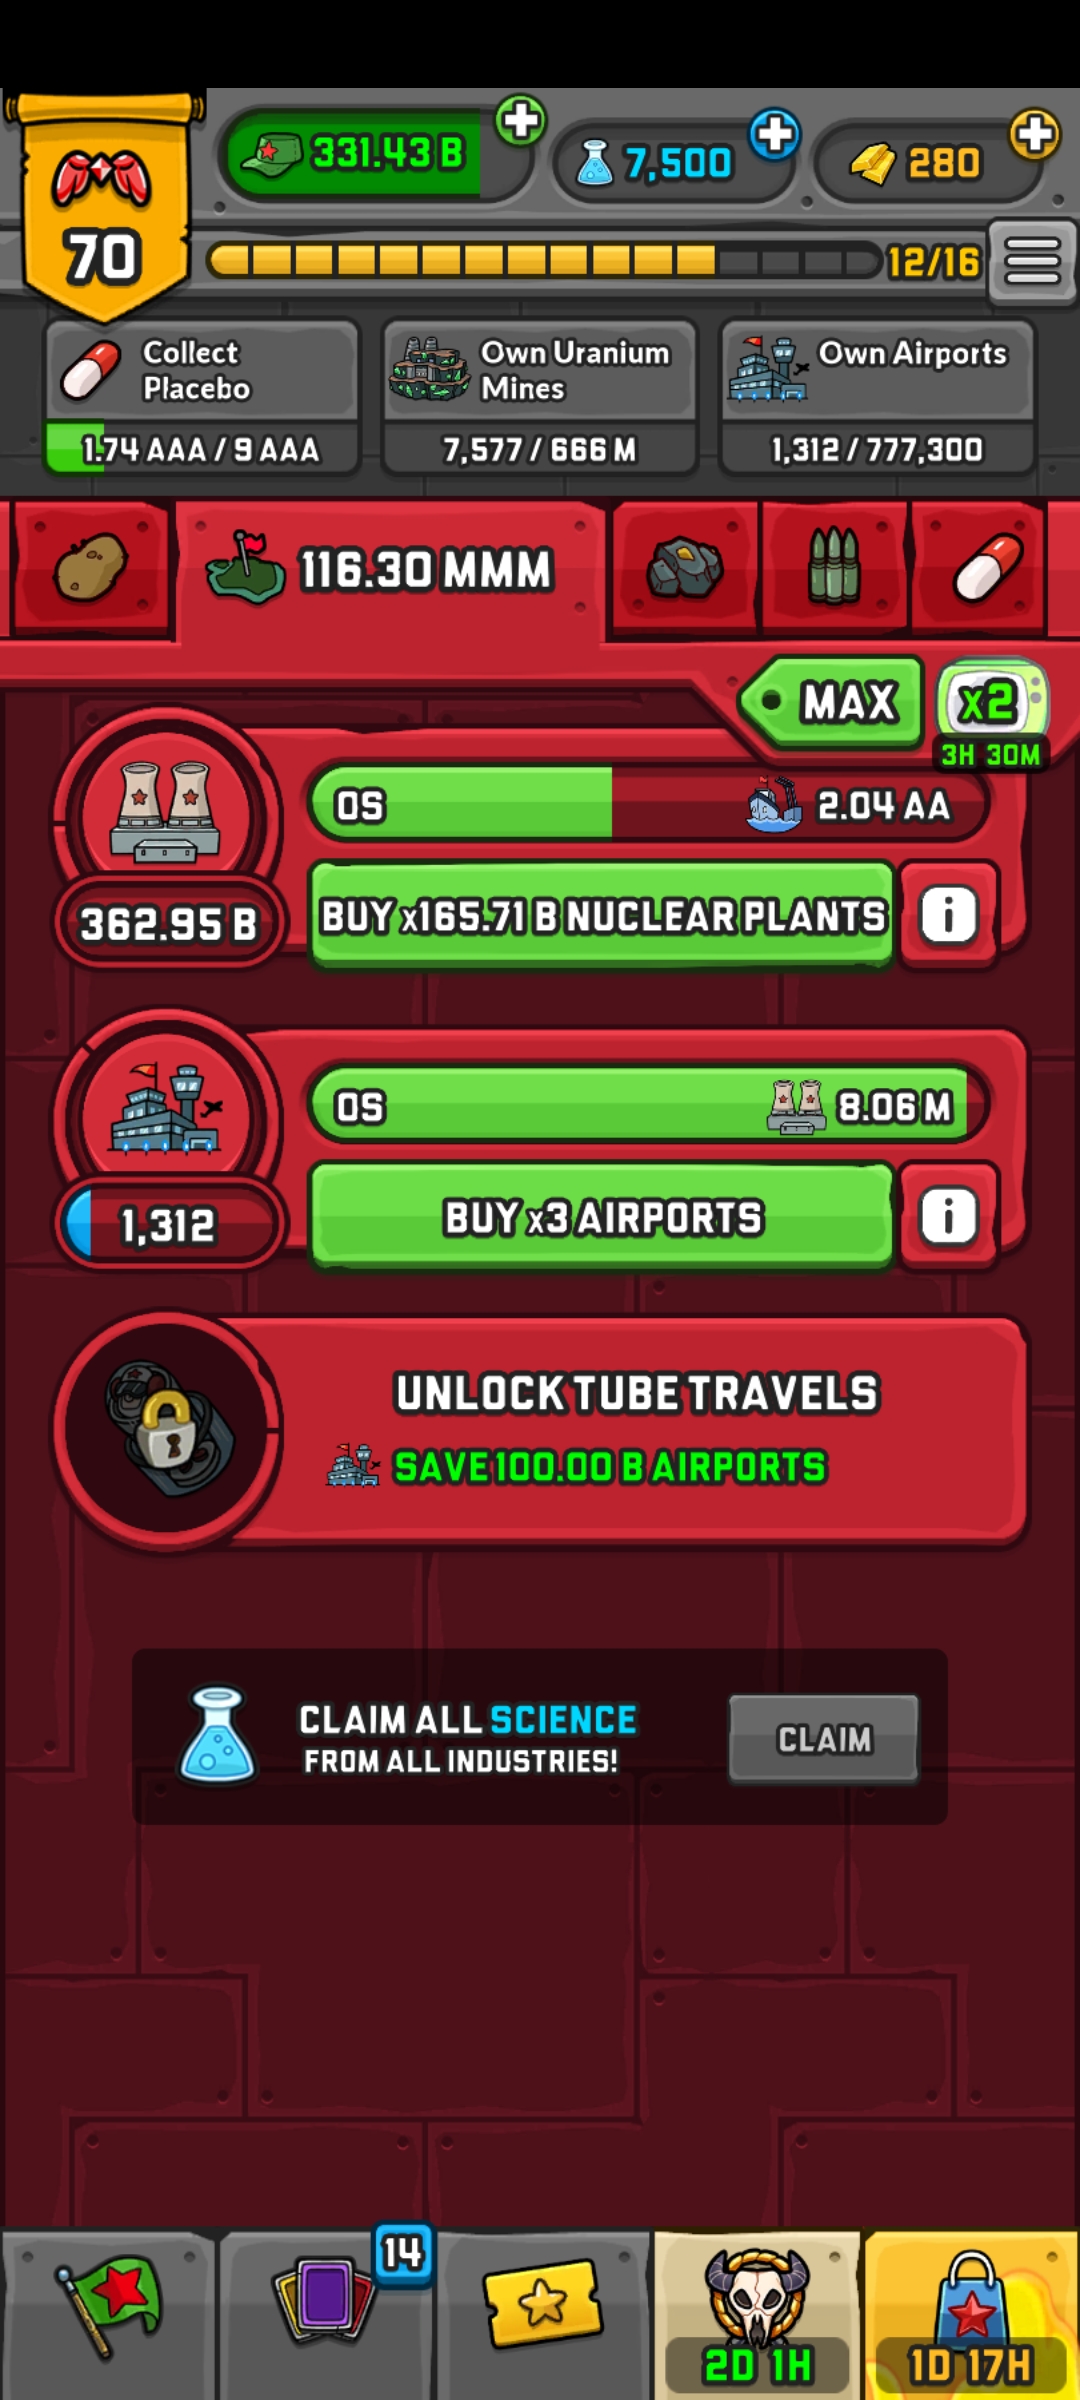 331.43 B
7,500
280
70
12/16
Collect
Placebo
Own Uranium
Mines
Own Airports
1.74 AAA / 9 AAA
7,577 / 666 M
1,312 / 777,300
116.30 MMM
MAX
x2
3H 30M
0S
2.04 AA
362.95 B
BUY x165.71 B NUCLEAR PLANTS
i
0S
8.06 M
1,312
BUY x3 AIRPORTS
i
UNLOCK TUBE TRAVELS
SAVE 100.00 B AIRPORTS
CLAIM ALL SCIENCE
FROM ALL INDUSTRIES!
CLAIM
14
2D 1H
1D 17H